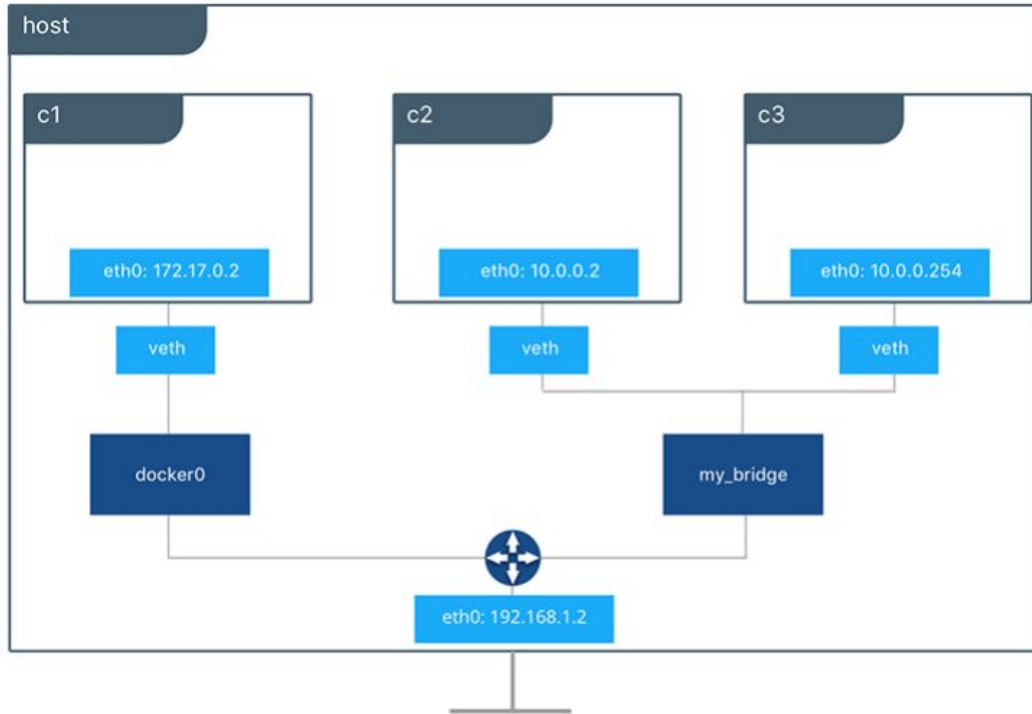 host
c1
c2
c3
eth0: 172.17.0.2
eth0: 10.0.0.2
eth0: 10.0.0.254
veth
veth
veth
docker0
my_bridge
eth0: 192.168.1.2